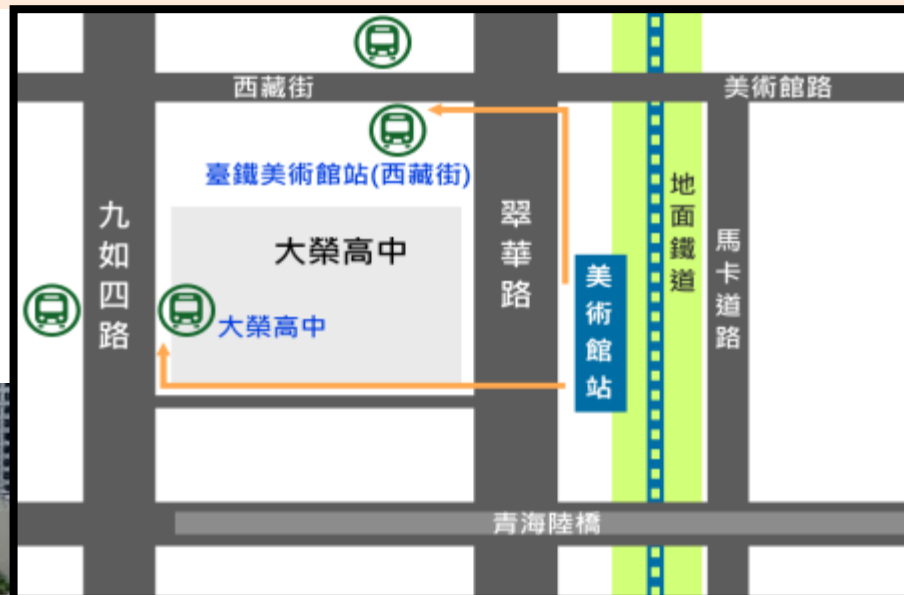 西藏街
美術館路
臺鐵美術館站(西藏街)
九如四路
大榮高中
大榮高中
翠華路
美術館站
地面鐵道
馬卡道路
青海陸橋